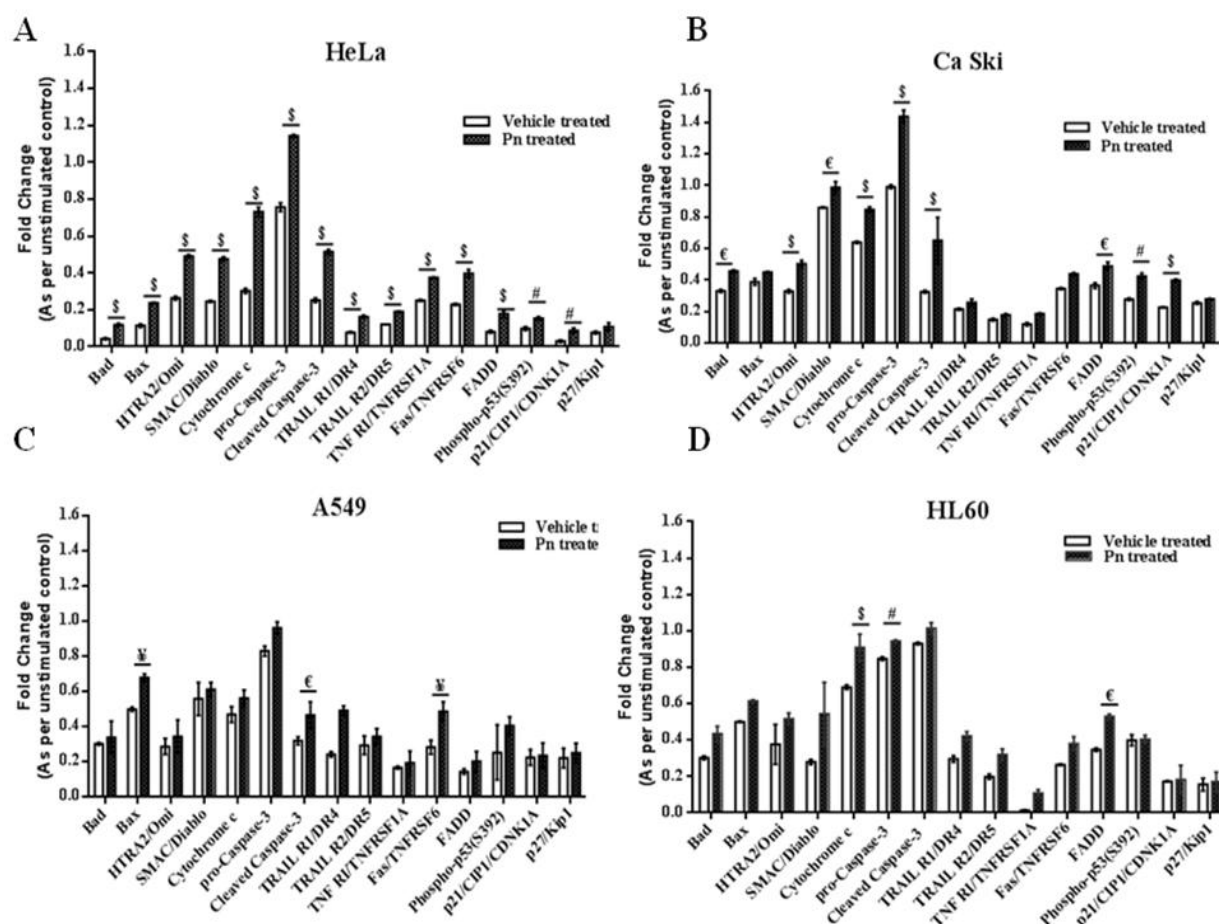 A
HeLa
Fold Change
(As per unstimulated control)
1.6
1.4
1.2
1.0
0.8
0.6
0.4
0.2
0.0
Vehicle treated
Pn treated
$
$
$
$
$
$
$
$
$
$
$
$
#
#
Bad
Bax
HTRA2/Omi
SMAC/Diablo
Cytochrome c
pro-Caspase-3
Cleaved Caspase-3
TRAIL R1/DR4
TRAIL R2/DR5
TNF RI/TNFRSF1A
Fas/TNFRSF6
FADD
Phospho-p53(S392)
p21/CIP1/CDNK1A
p27/Kip1
B
Ca Ski
Fold Change
(As per unstimulated control)
1.6
1.4
1.2
1.0
0.8
0.6
0.4
0.2
0.0
Vehicle treated
Pn treated
€
$
€
$
$
$
€
#
$
Bad
Bax
HTRA2/Omi
SMAC/Diablo
Cytochrome c
pro-Caspase-3
Cleaved Caspase-3
TRAIL R1/DR4
TRAIL R2/DR5
TNF RI/TNFRSF1A
Fas/TNFRSF6
FADD
Phospho-p53(S392)
p21/CIP1/CDNK1A
p27/Kip1
C
A549
Fold Change
(As per unstimulated control)
1.6
1.4
1.2
1.0
0.8
0.6
0.4
0.2
0.0
Vehicle t
Pn treate
¥
€
¥
Bad
Bax
HTRA2/Omi
SMAC/Diablo
Cytochrome c
pro-Caspase-3
Cleaved Caspase-3
TRAIL R1/DR4
TRAIL R2/DR5
TNF RI/TNFRSF1A
Fas/TNFRSF6
FADD
Phospho-p53(S392)
p21/CIP1/CDNK1A
p27/Kip1
D
HL60
Fold Change
(As per unstimulated control)
1.6
1.4
1.2
1.0
0.8
0.6
0.4
0.2
0.0
Vehicle treated
Pn treated
$
#
€
Bad
Bax
HTRA2/Omi
SMAC/Diablo
Cytochrome c
pro-Caspase-3
Cleaved Caspase-3
TRAIL R1/DR4
TRAIL R2/DR5
TNF RI/TNFRSF1A
Fas/TNFRSF6
FADD
Phospho-p53(S392)
p21/CIP1/CDNK1A
p27/Kip1